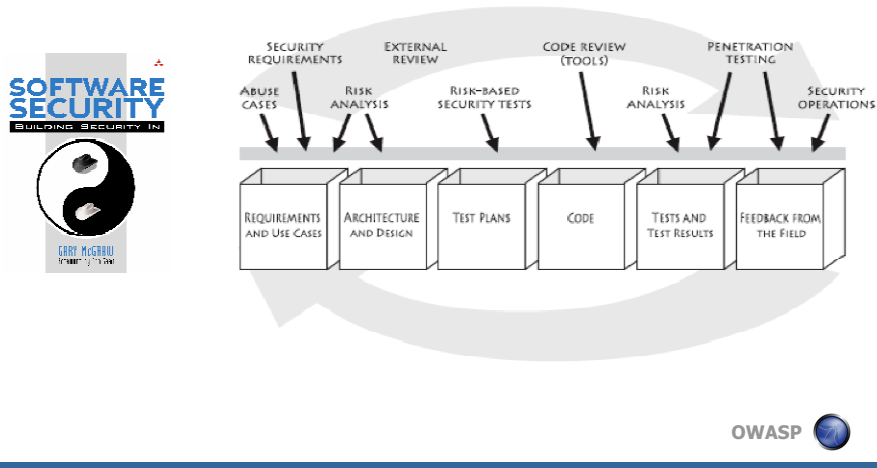 SOFTWARE
SECURITY
BUILDING SECURITY IN
GARY McGRAW
SECURITY
REQUIREMENTS
EXTERNAL
REVIEW
CODE REVIEW
(TOOLS)
PENETRATION
TESTING
ABUSE
CASES
RISK
ANALYSIS
RISK-BASED
SECURITY TESTS
RISK
ANALYSIS
SECURITY
OPERATIONS
REQUIREMENTS
AND USE CASES
ARCHITECTURE
AND DESIGN
TEST PLANS
CODE
TESTS AND
TEST RESULTS
FEEDBACK FROM
THE FIELD
OWASP